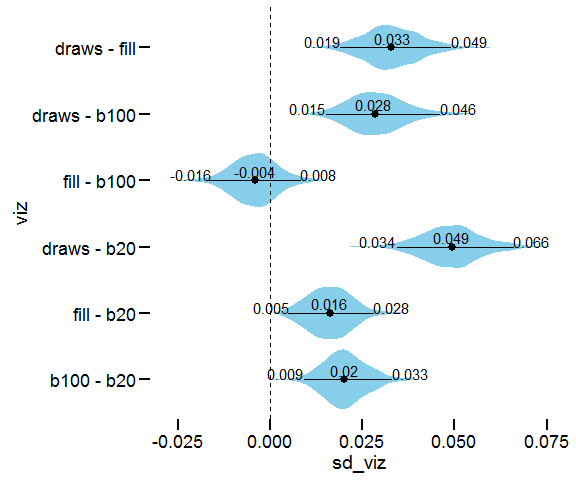 draws - fill
0.019 0.033 0.049
draws - b100
0.015 0.028 0.046
fill - b100
-0.016 -0.004 0.008
viz
draws - b20
0.034 0.049 0.066
fill - b20
0.005 0.016 0.028
b100 - b20
0.009 0.02 0.033
-0.025 0.000 0.025 0.050 0.075
sd_viz